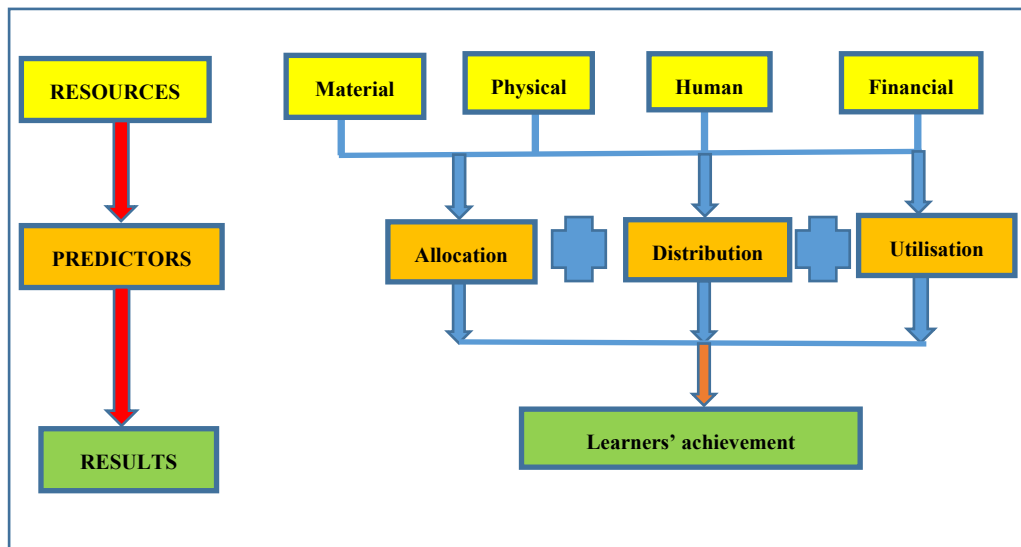 RESOURCES
Material
Physical
Human
Financial
PREDICTORS
Allocation
Distribution
Utilisation
RESULTS
Learners’ achievement